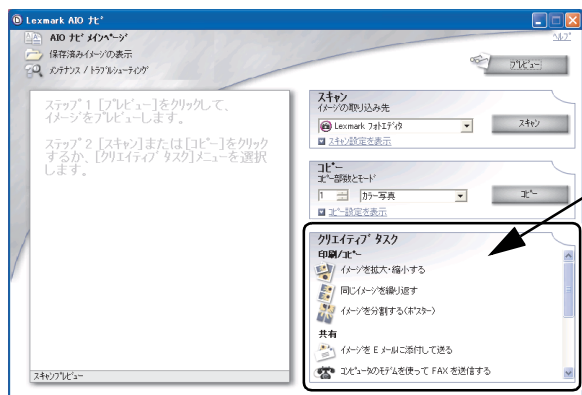 Lexmark AIO ナビ
AIO ナビ メインページ
保存済みイメージの表示
メンテナンス / トラブルシューティング
ヘルプ
プレビュー
ステップ 1 [プレビュー]をクリックして、
イメージをプレビューします。
ステップ 2 [スキャン]または[コピー]をクリック
するか、[クリエイティブ タスク]メニューを選択
します。
スキャンプレビュー
スキャン
イメージの取り込み先
Lexmark フォトエディタ
スキャン
スキャン設定を表示
コピー
コピー部数とモード
1
カラー写真
コピー
コピー設定を表示
クリエイティブ タスク
印刷/コピー
イメージを拡大・縮小する
同じイメージを繰り返す
イメージを分割する(ポスター)
共有
イメージを E メールに添付して送る
コンピュータのモデムを使って FAX を送信する